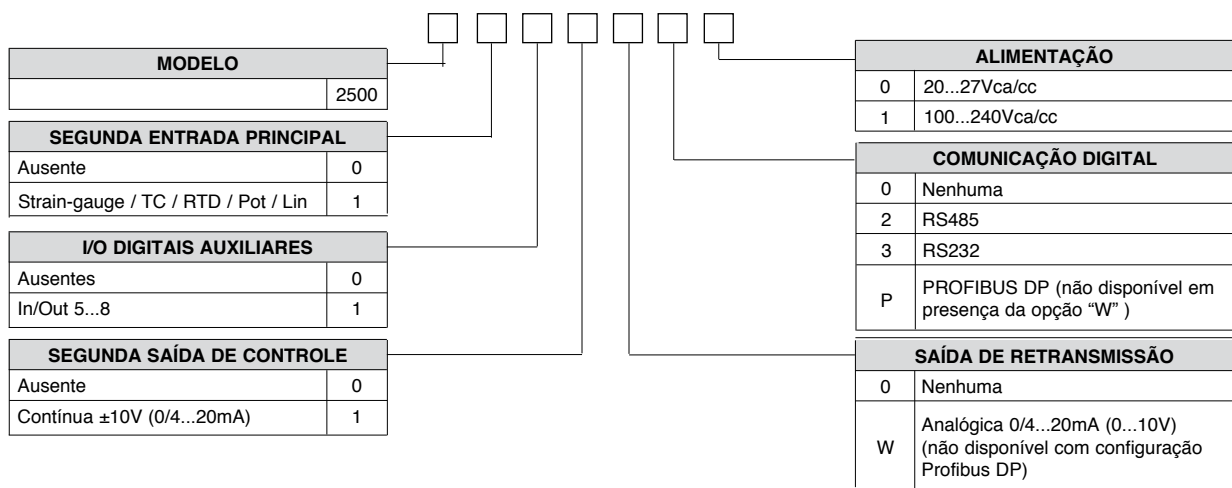 MODELO
2500
SEGUNDA ENTRADA PRINCIPAL
Ausente 0
Strain-gauge / TC / RTD / Pot / Lin 1
I/O DIGITAIS AUXILIARES
Ausentes 0
In/Out 5...8 1
SEGUNDA SAÍDA DE CONTROLE
Ausente 0
Contínua ±10V (0/4...20mA) 1
ALIMENTAÇÃO
0 20...27Vca/cc
1 100...240Vca/cc
COMUNICAÇÃO DIGITAL
0 Nenhuma
2 RS485
3 RS232
P PROFIBUS DP (não disponível em
presença da opção “W” )
SAÍDA DE RETRANSMISSÃO
0 Nenhuma
W Analógica 0/4...20mA (0...10V)
(não disponível com configuração
Profibus DP)